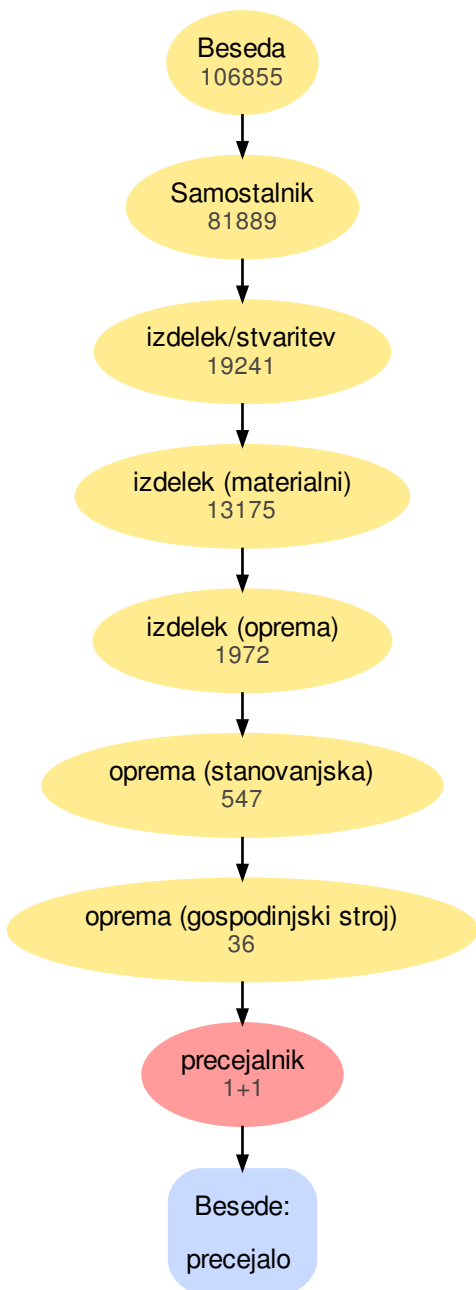 Beseda
106855
Samostalnik
81889
izdelek/stvaritev
19241
izdelek (materialni)
13175
izdelek (oprema)
1972
oprema (stanovanjska)
547
oprema (gospodinjski stroj)
36
precejalnik
1+1
Besede:
precejalo